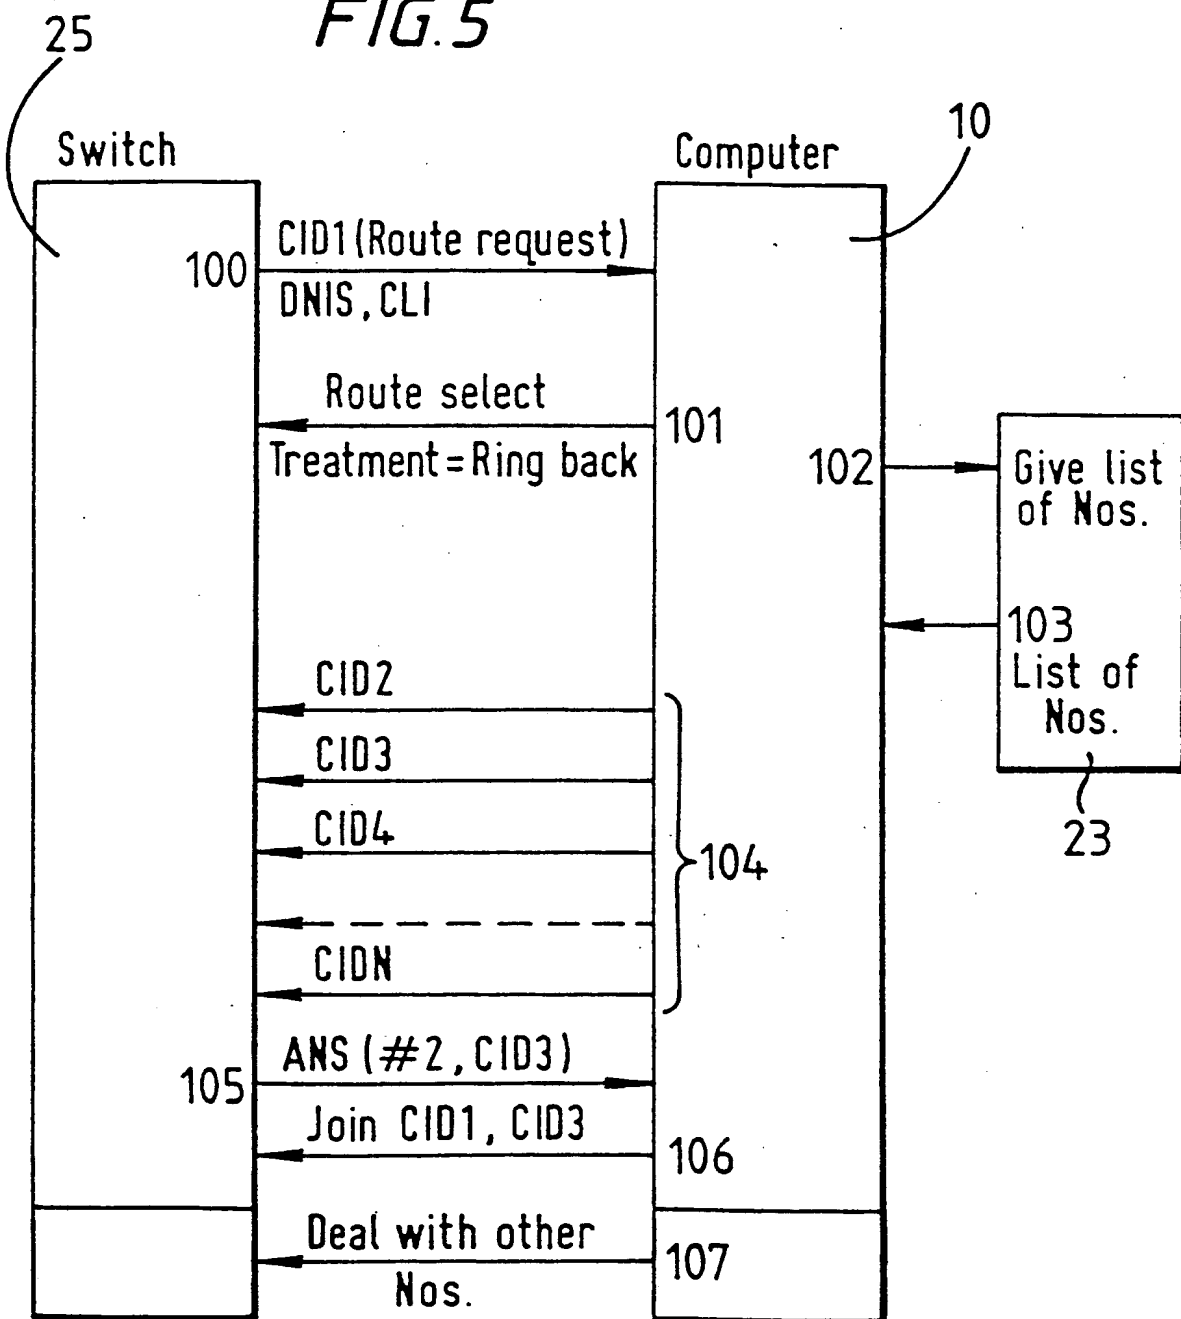 FIG.5
25
Switch
Computer
10
100
CID1(Route request)
DNIS, CLI
Route select
101
Treatment=Ring back
102
Give list
of Nos.
103
List of
Nos.
23
CID2
CID3
CID4
104
CIDN
105
ANS (#2, CID3)
Join CID1, CID3
106
Deal with other
Nos.
107